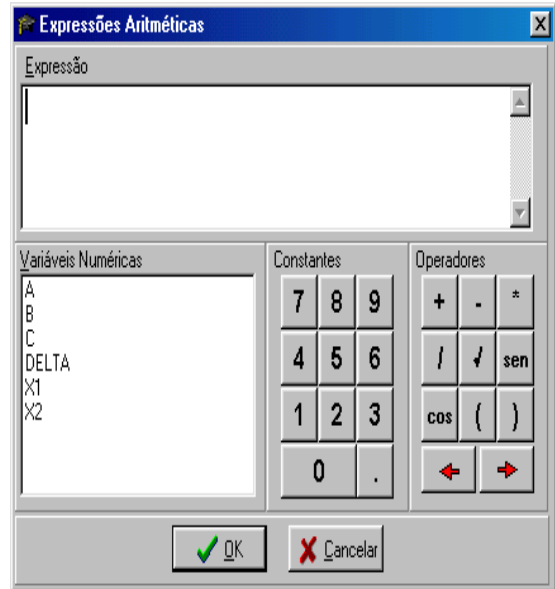 Expressões Aritméticas
Expressão
Variáveis Numéricas
A
B
C
DELTA
X1
X2
Constantes
7 8 9
4 5 6
1 2 3
0 .
Operadores
+ - *
/ √ sen
cos ( )
OK
Cancelar